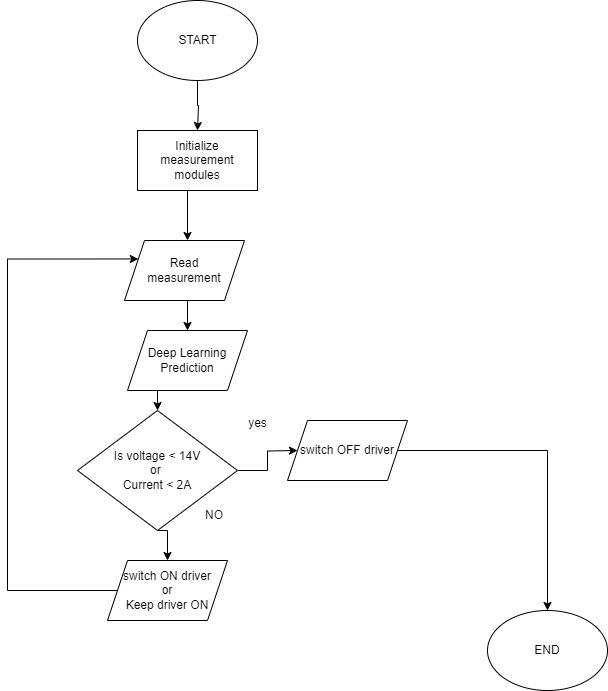 START
Initialize
measurement
modules
Read
measurement
Deep Learning
Prediction
yes
Is voltage < 14V
or
Current < 2A
switch OFF driver
NO
switch ON driver
or
Keep driver ON
END